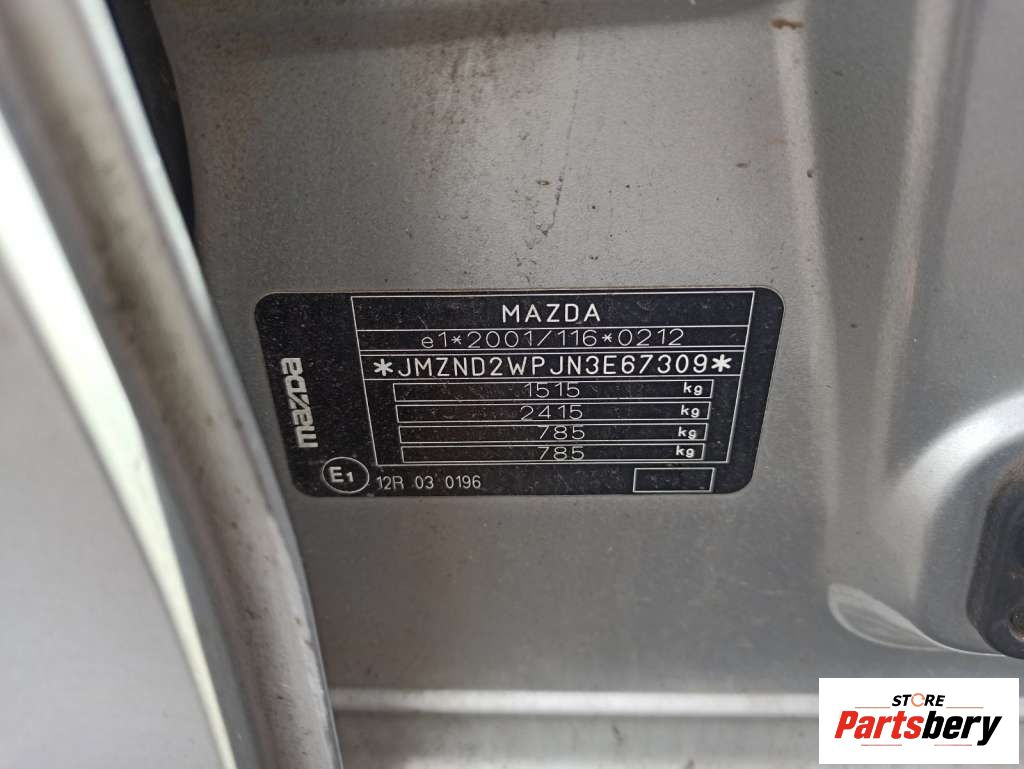 MAZDA
e1*2001/116*0212
*JMZND2WPJN3E67309*
1515 kg
2415 kg
785 kg
785 kg
mazda
E1 12R 03 0196
STORE
Partsbery